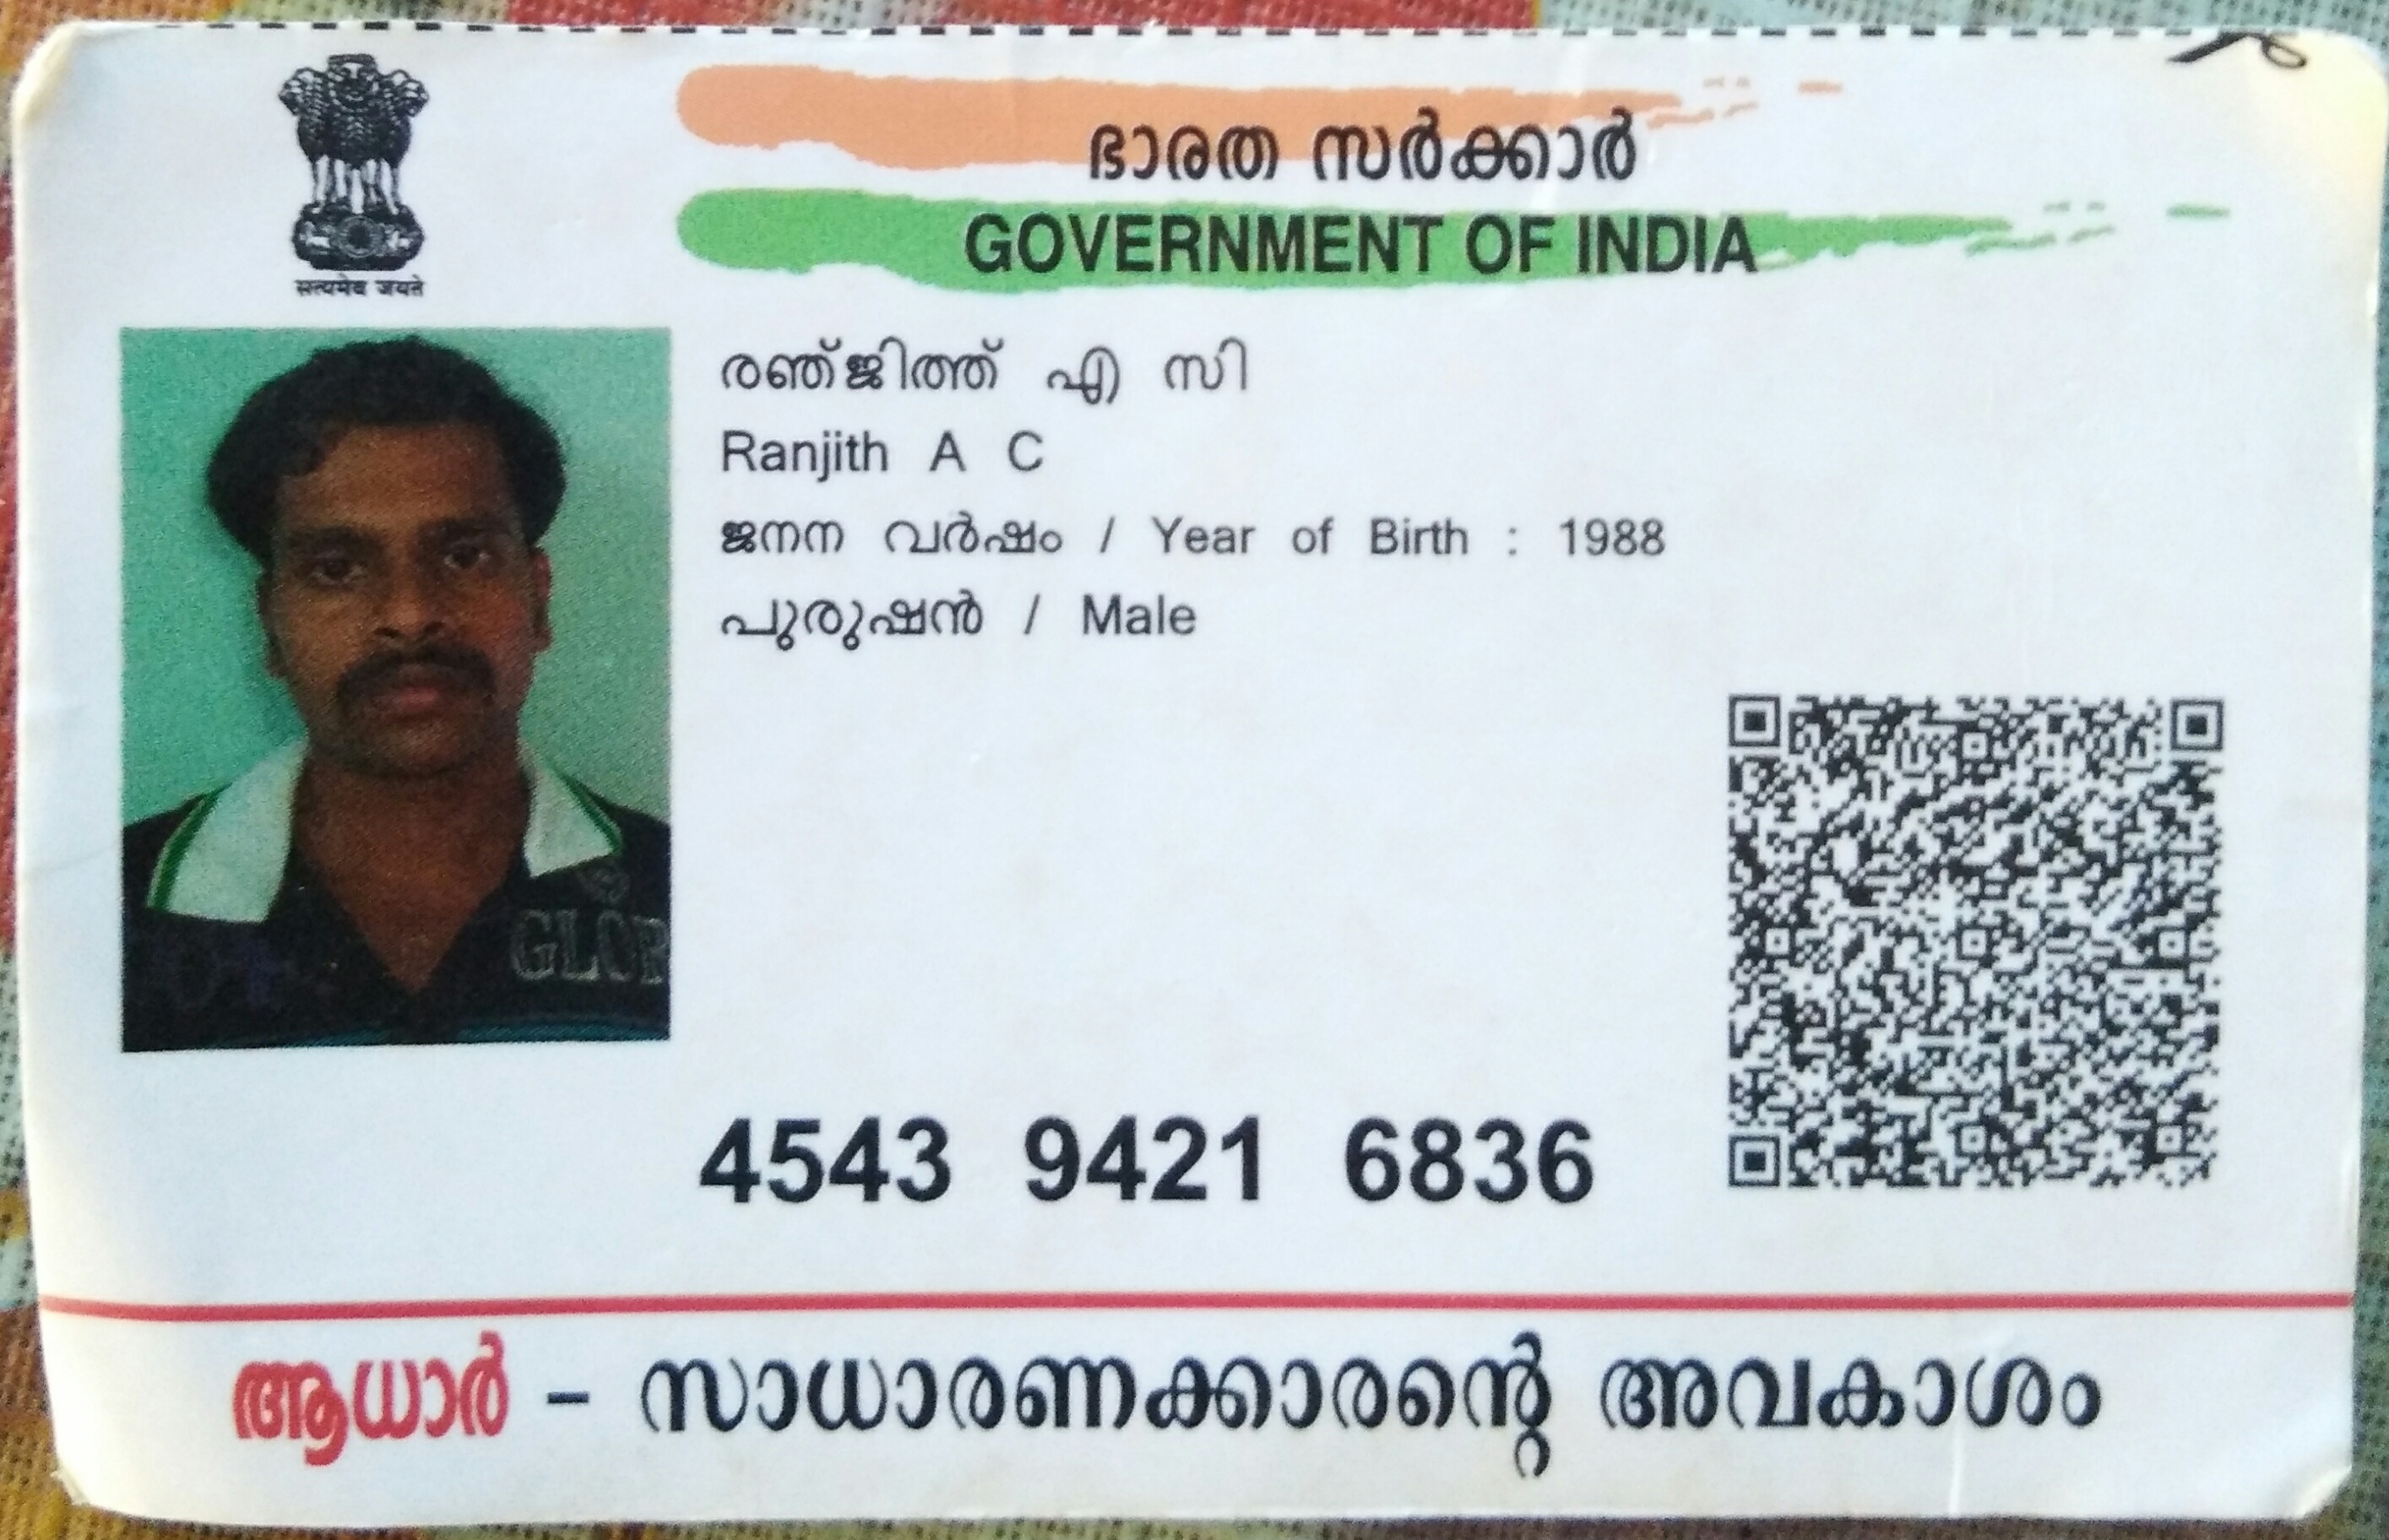 ഭാരത സർക്കാർ
GOVERNMENT OF INDIA
सत्यमेव जयते
രഞ്ജിത്ത് എ സി
Ranjith A C
ജനന വർഷം / Year of Birth : 1988
പുരുഷൻ / Male
4543 9421 6836
ആധാർ – സാധാരണക്കാരന്റെ അവകാശം